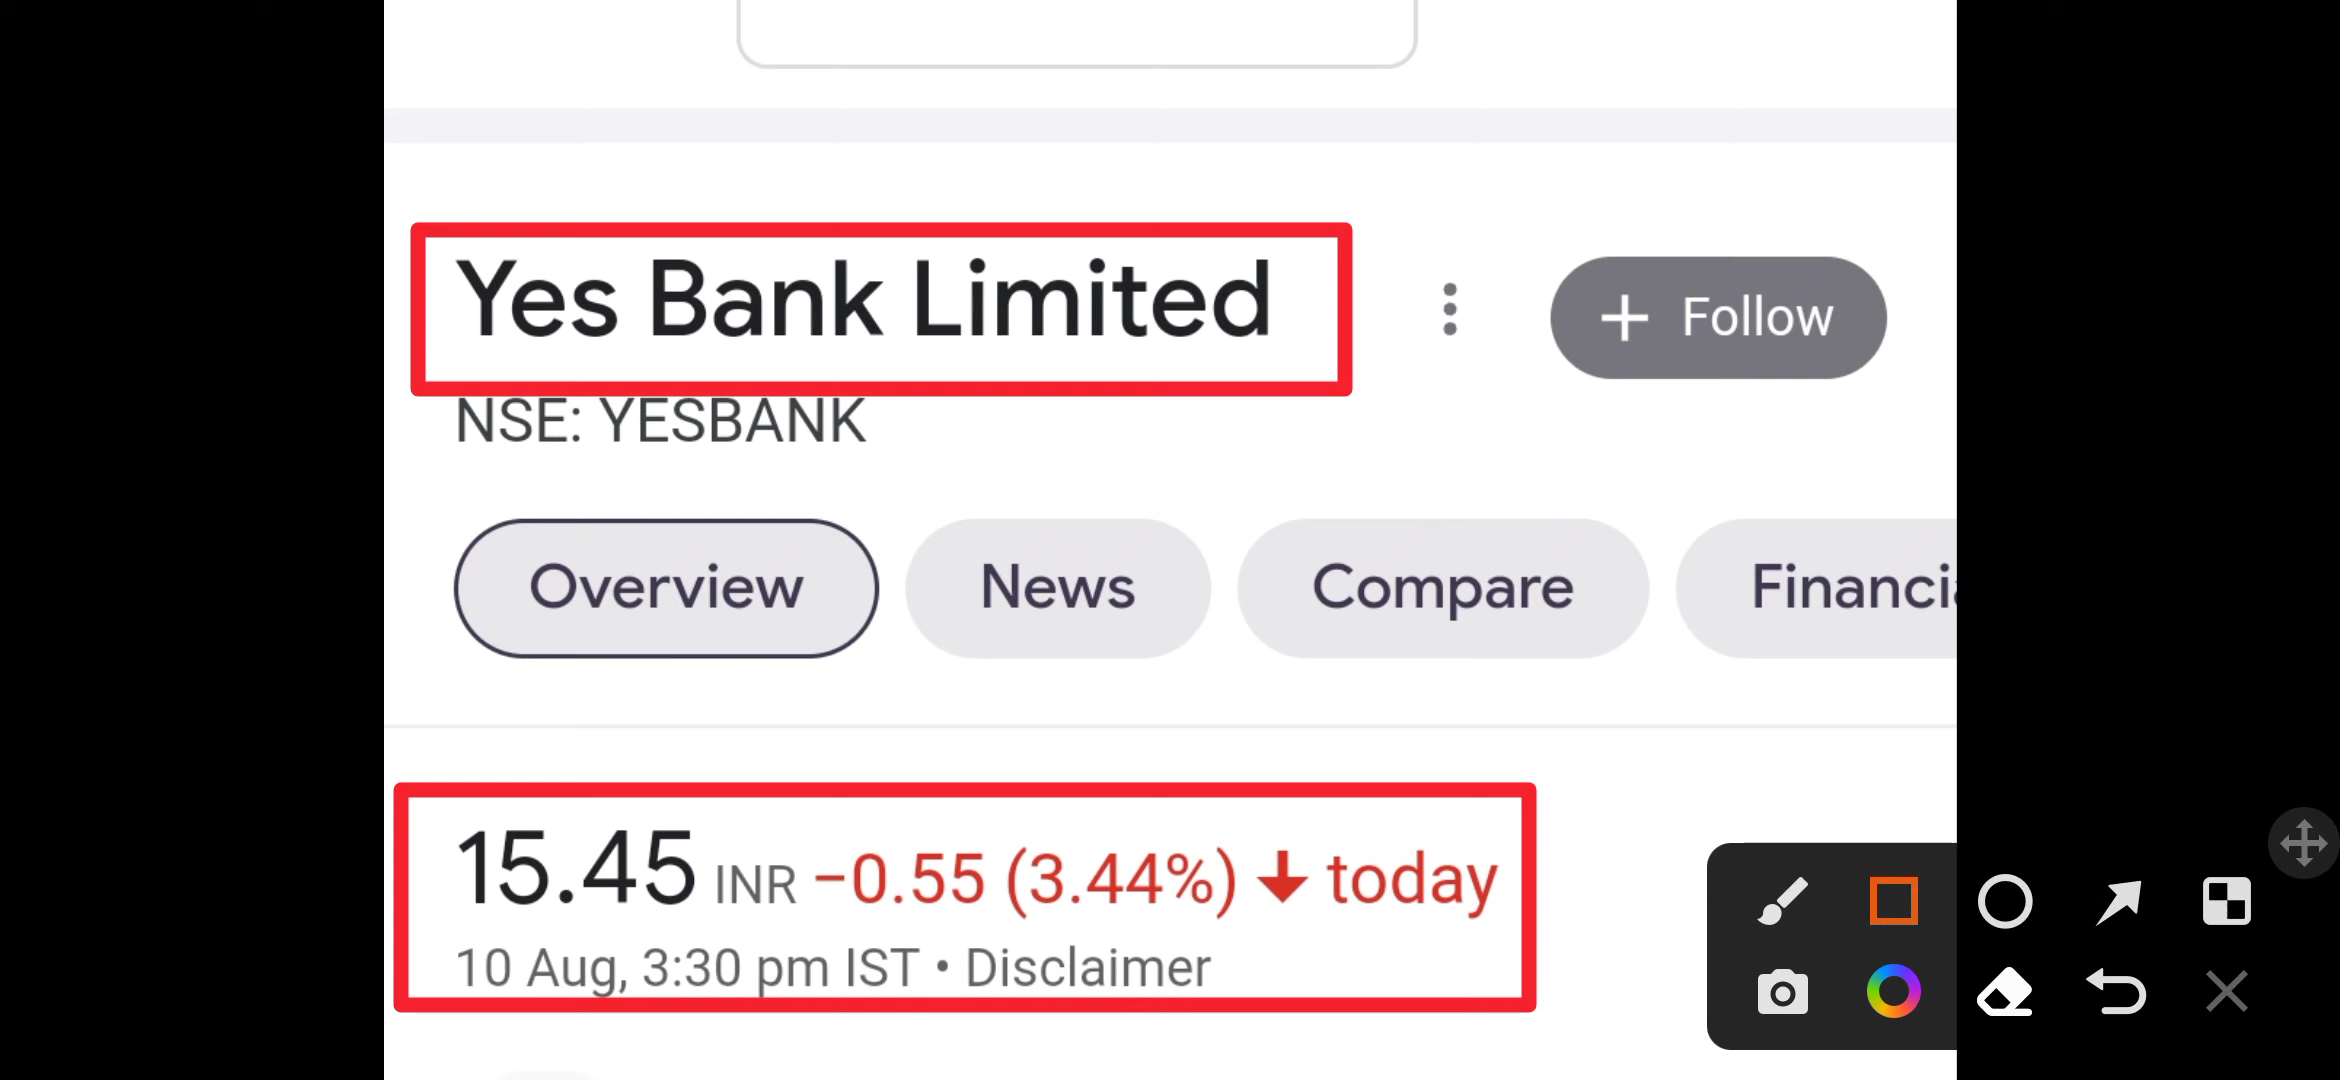 Yes Bank Limited
+ Follow
NSE: YESBANK
Overview News Compare Financia
15.45 INR −0.55 (3.44%) ↓ today
10 Aug, 3:30 pm IST • Disclaimer